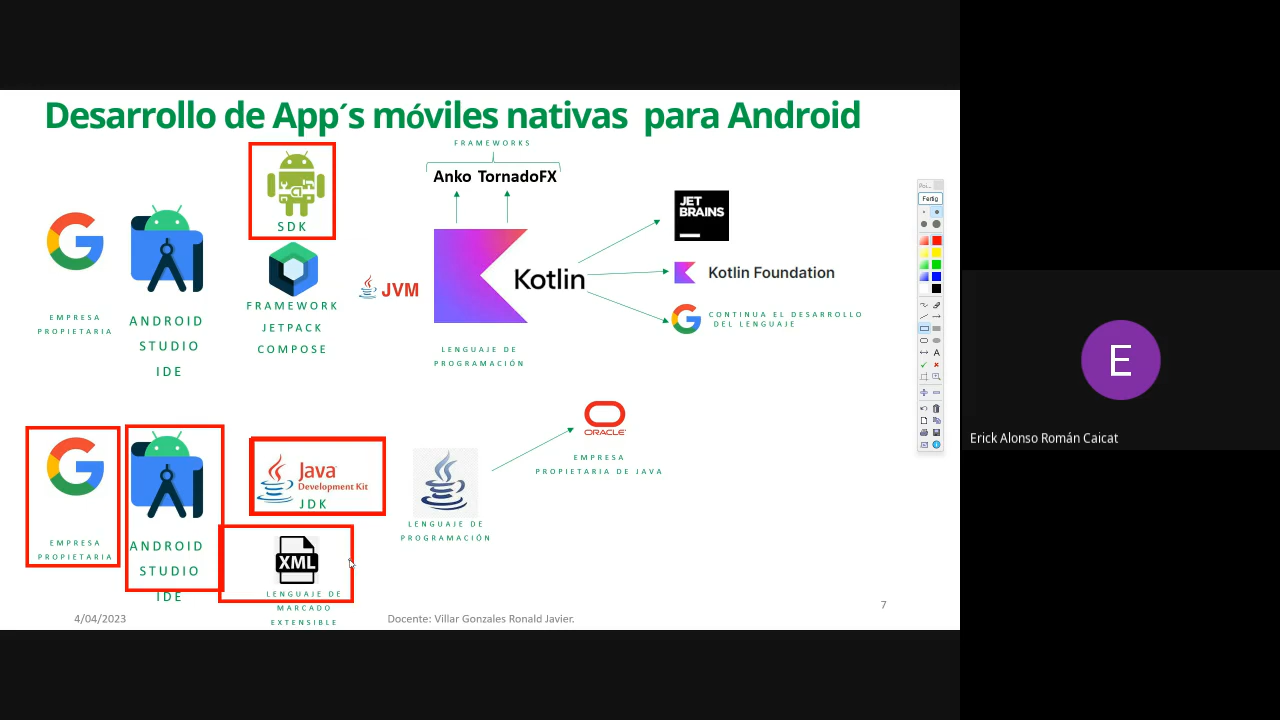 Desarrollo de App´s móviles nativas para Android
FRAMEWORKS
Anko TornadoFX
SDK
JET
BRAINS
Kotlin
Kotlin Foundation
JVM
CONTINUA EL DESARROLLO
DEL LENGUAJE
EMPRESA
PROPIETARIA
ANDROID
STUDIO
IDE
FRAMEWORK
JETPACK
COMPOSE
LENGUAJE DE
PROGRAMACIÓN
ORACLE
EMPRESA
PROPIETARIA DE JAVA
Java
Development Kit
JDK
LENGUAJE DE
PROGRAMACIÓN
EMPRESA
PROPIETARIA
ANDROID
STUDIO
IDE
XML
LENGUAJE DE
MARCADO
EXTENSIBLE
4/04/2023
Docente: Villar Gonzales Ronald Javier.
7
Poi...
Fertig
A
E
Erick Alonso Román Caicat